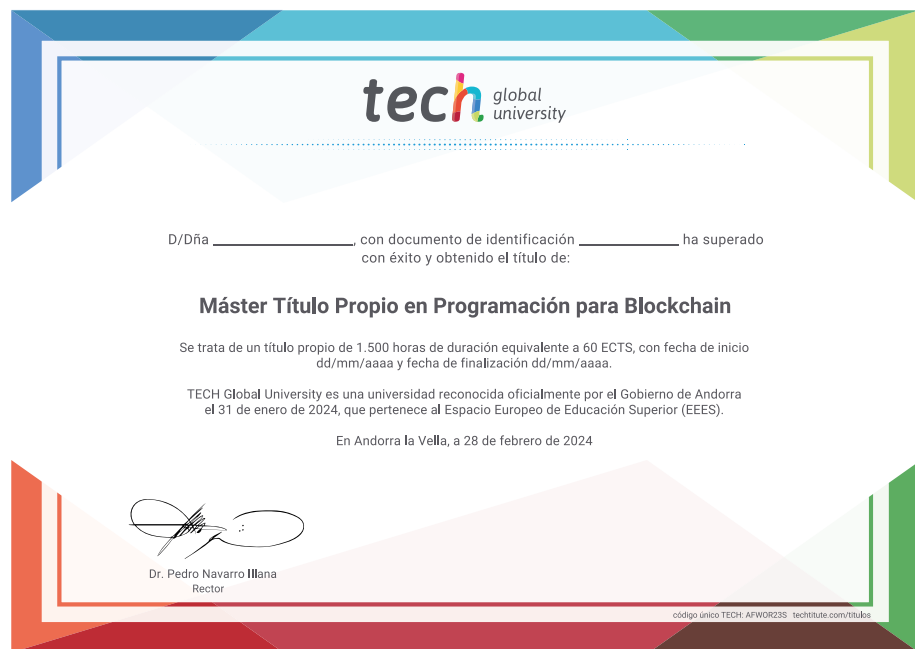 tech global university
D/Dña ____________________, con documento de identificación ______________ ha superado
con éxito y obtenido el título de:
Máster Título Propio en Programación para Blockchain
Se trata de un título propio de 1.500 horas de duración equivalente a 60 ECTS, con fecha de inicio
dd/mm/aaaa y fecha de finalización dd/mm/aaaa.
TECH Global University es una universidad reconocida oficialmente por el Gobierno de Andorra
el 31 de enero de 2024, que pertenece al Espacio Europeo de Educación Superior (EEES).
En Andorra la Vella, a 28 de febrero de 2024
Dr. Pedro Navarro Illana
Rector
código único TECH: AFWOR23S techtitute.com/titulos